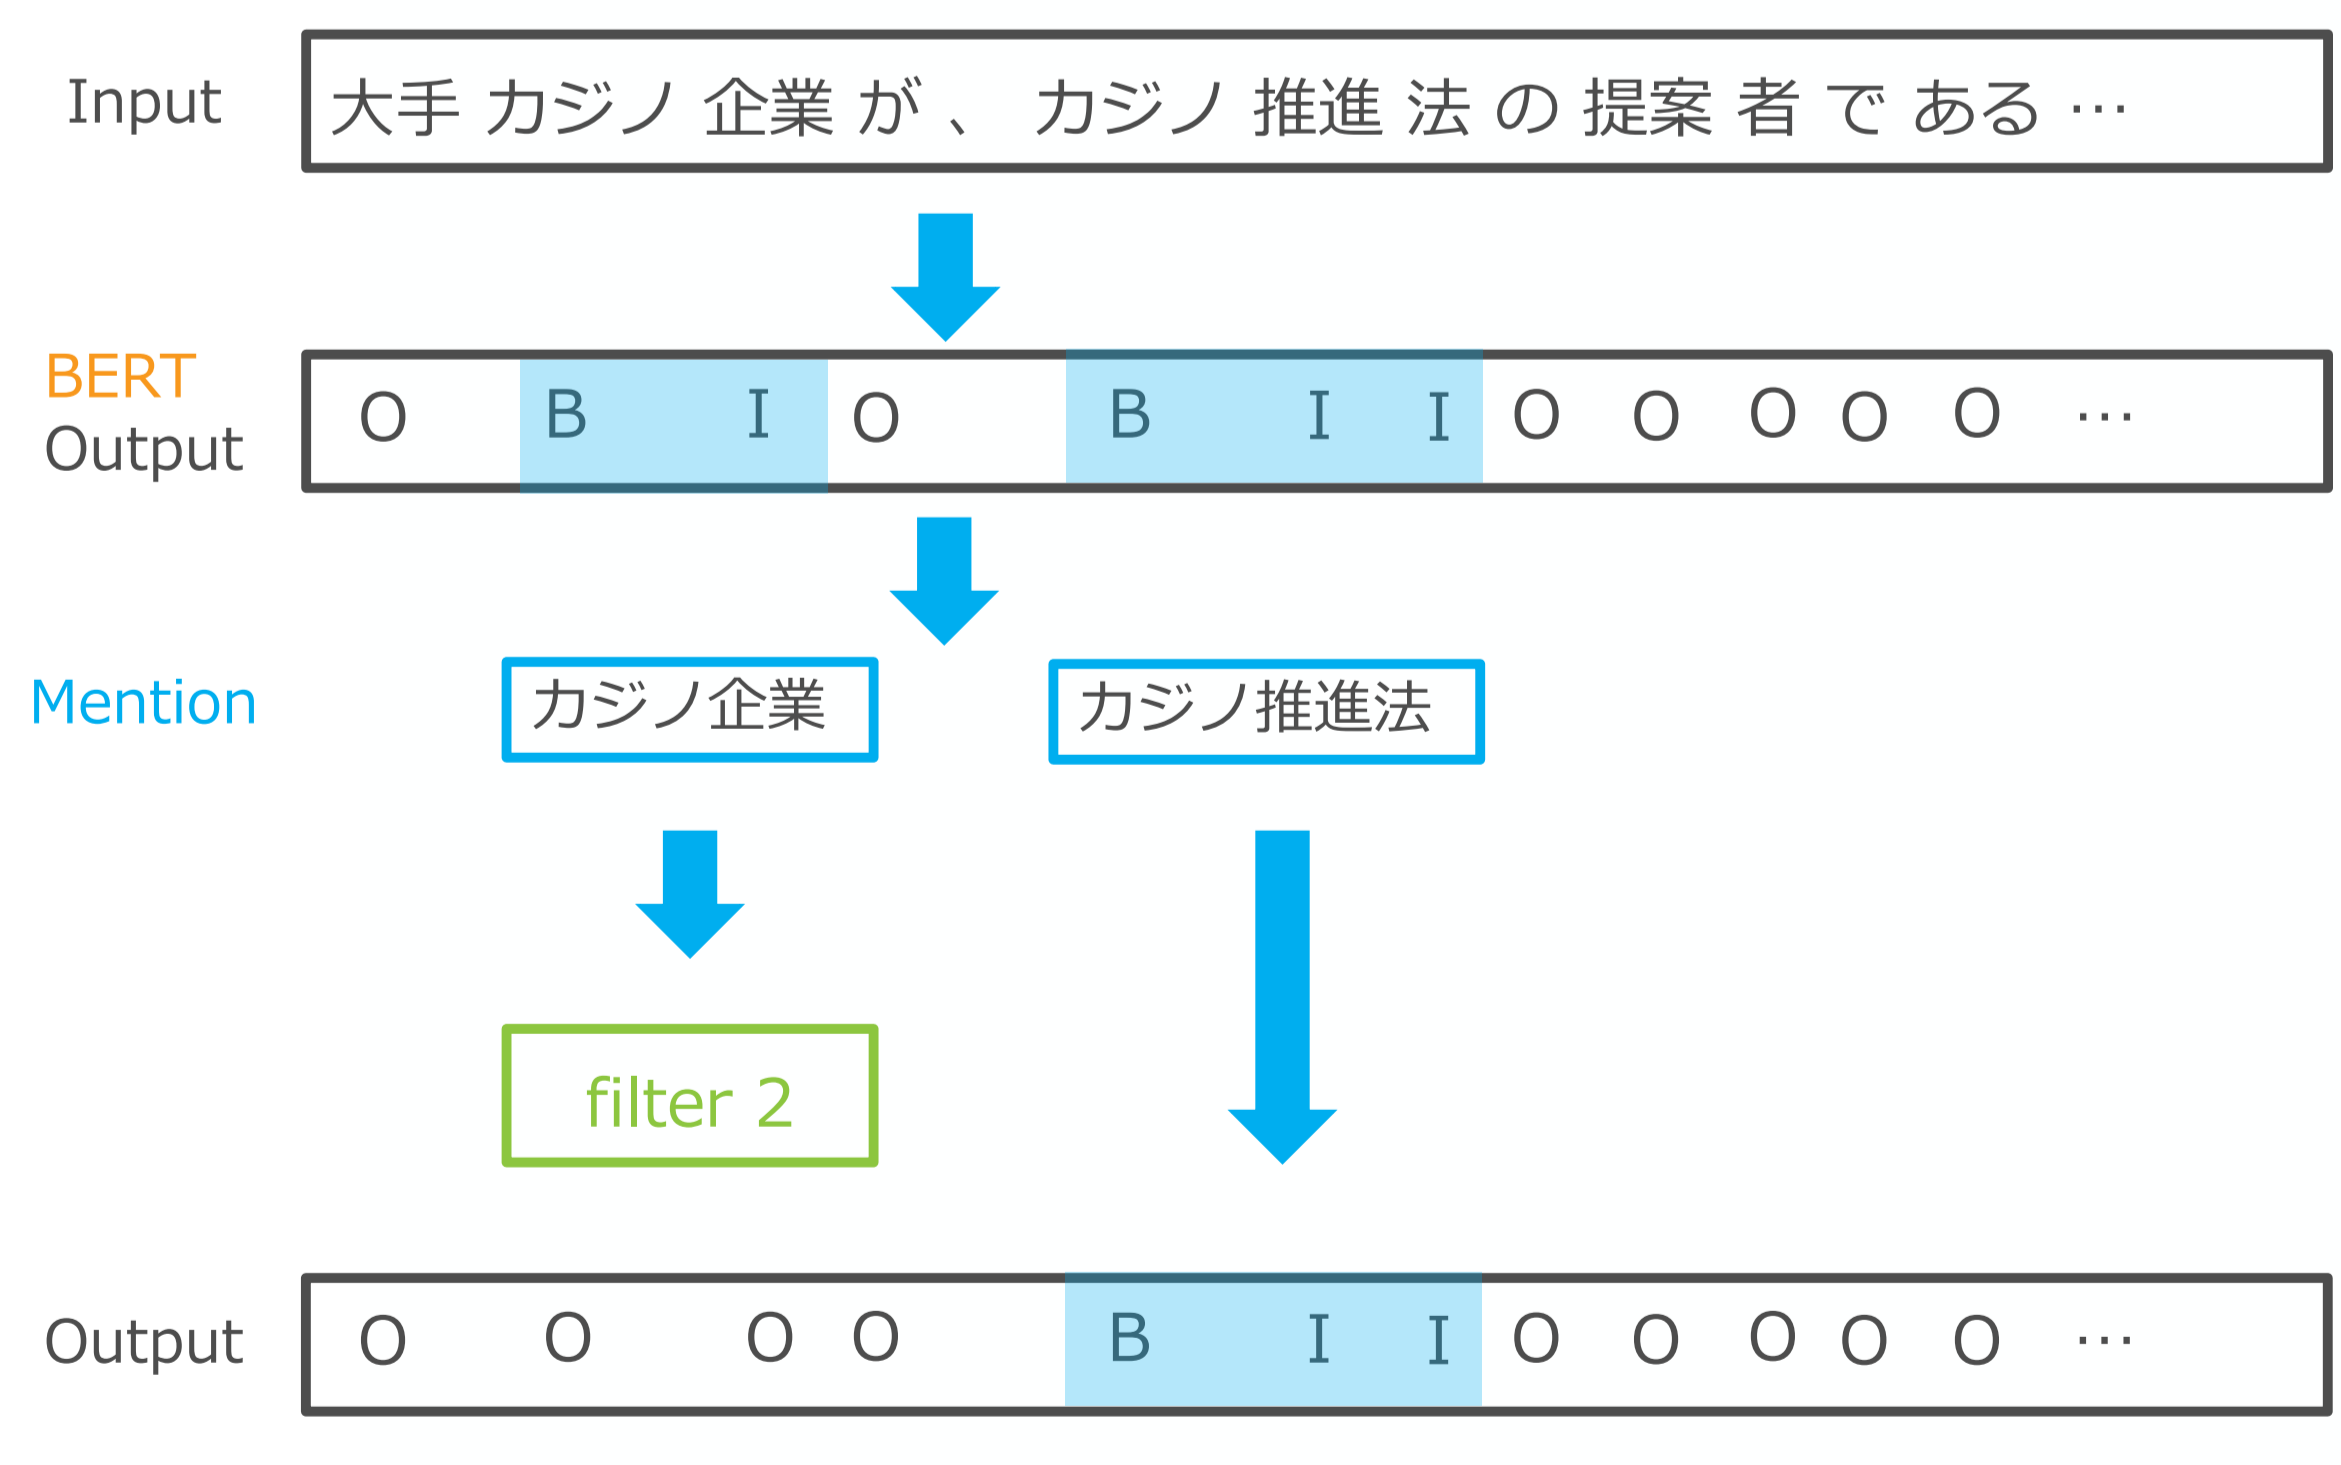 Input
大手 カジノ 企業 が 、 カジノ 推進 法 の 提案 者 で ある …
BERT
Output
O B I O B I I O O O O O …
Mention
カジノ企業 カジノ推進法
filter 2
Output
O O O O B I I O O O O O …